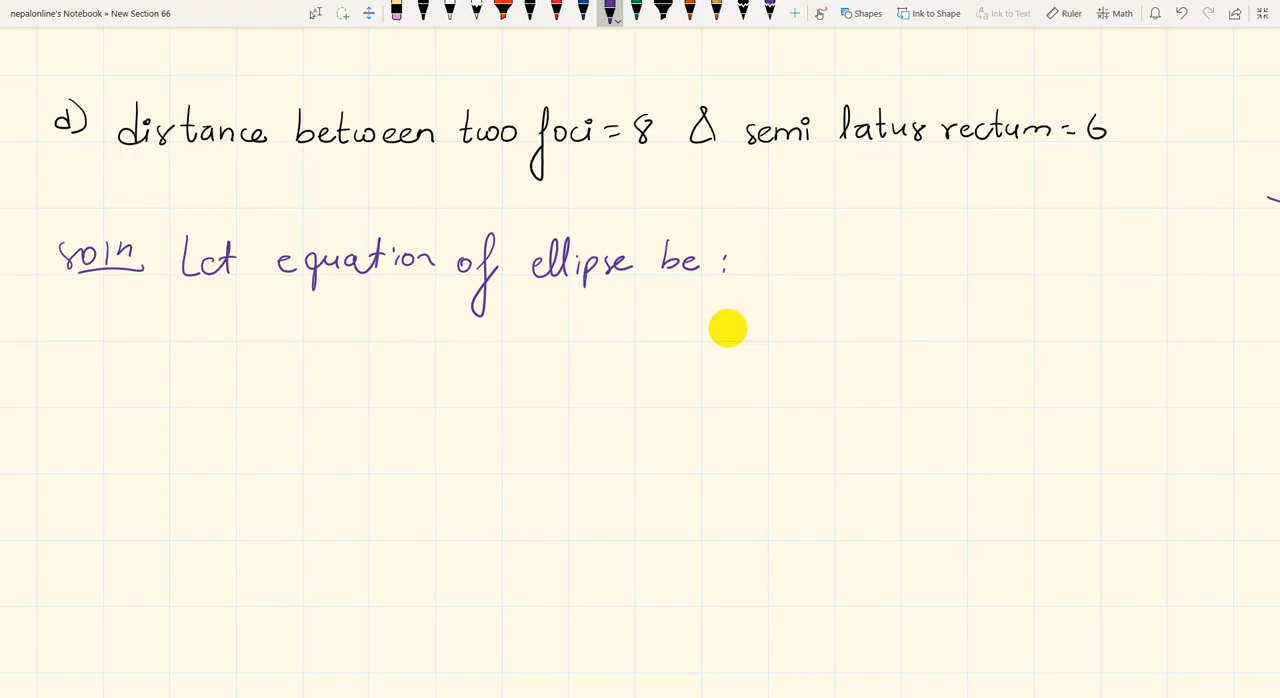 nepalonline's Notebook » New Section 66
Shapes Ink to Shape Ink to Text Ruler Math
d) distance between two foci = 8 & semi latus rectum = 6
soln Let equation of ellipse be :